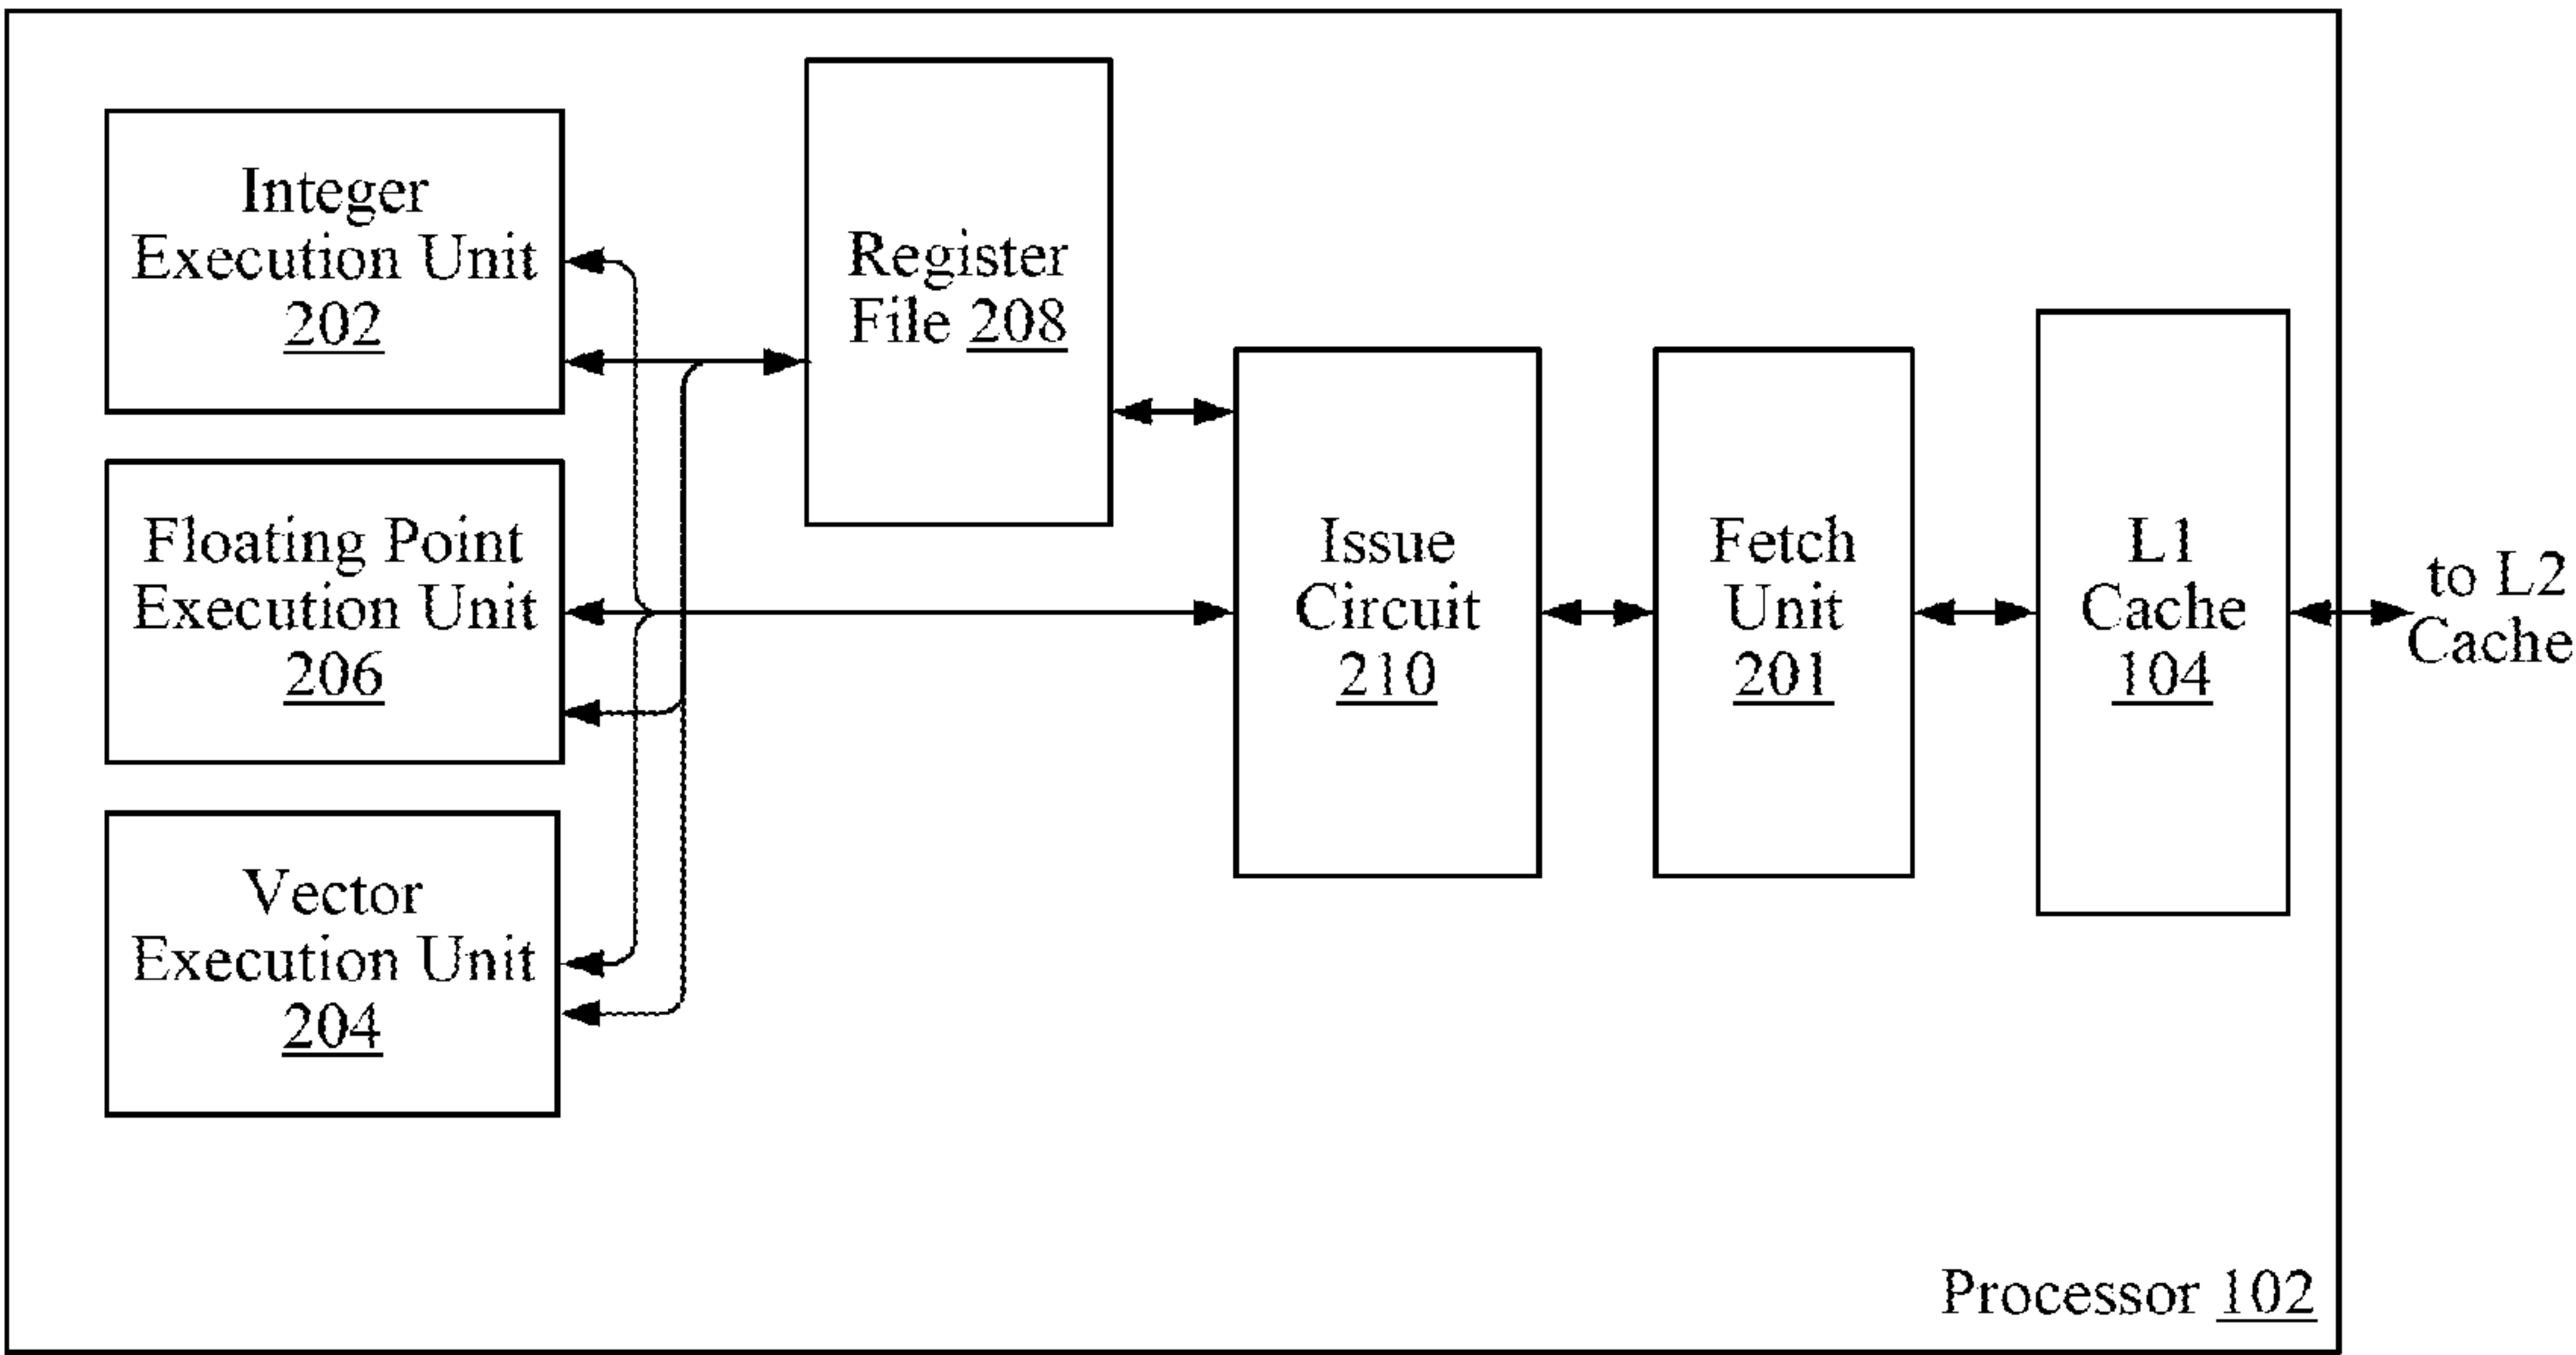 Integer
Execution Unit
202
Register
File 208
Floating Point
Execution Unit
206
Issue
Circuit
210
Fetch
Unit
201
L1
Cache
104
to L2
Cache
Vector
Execution Unit
204
Processor 102